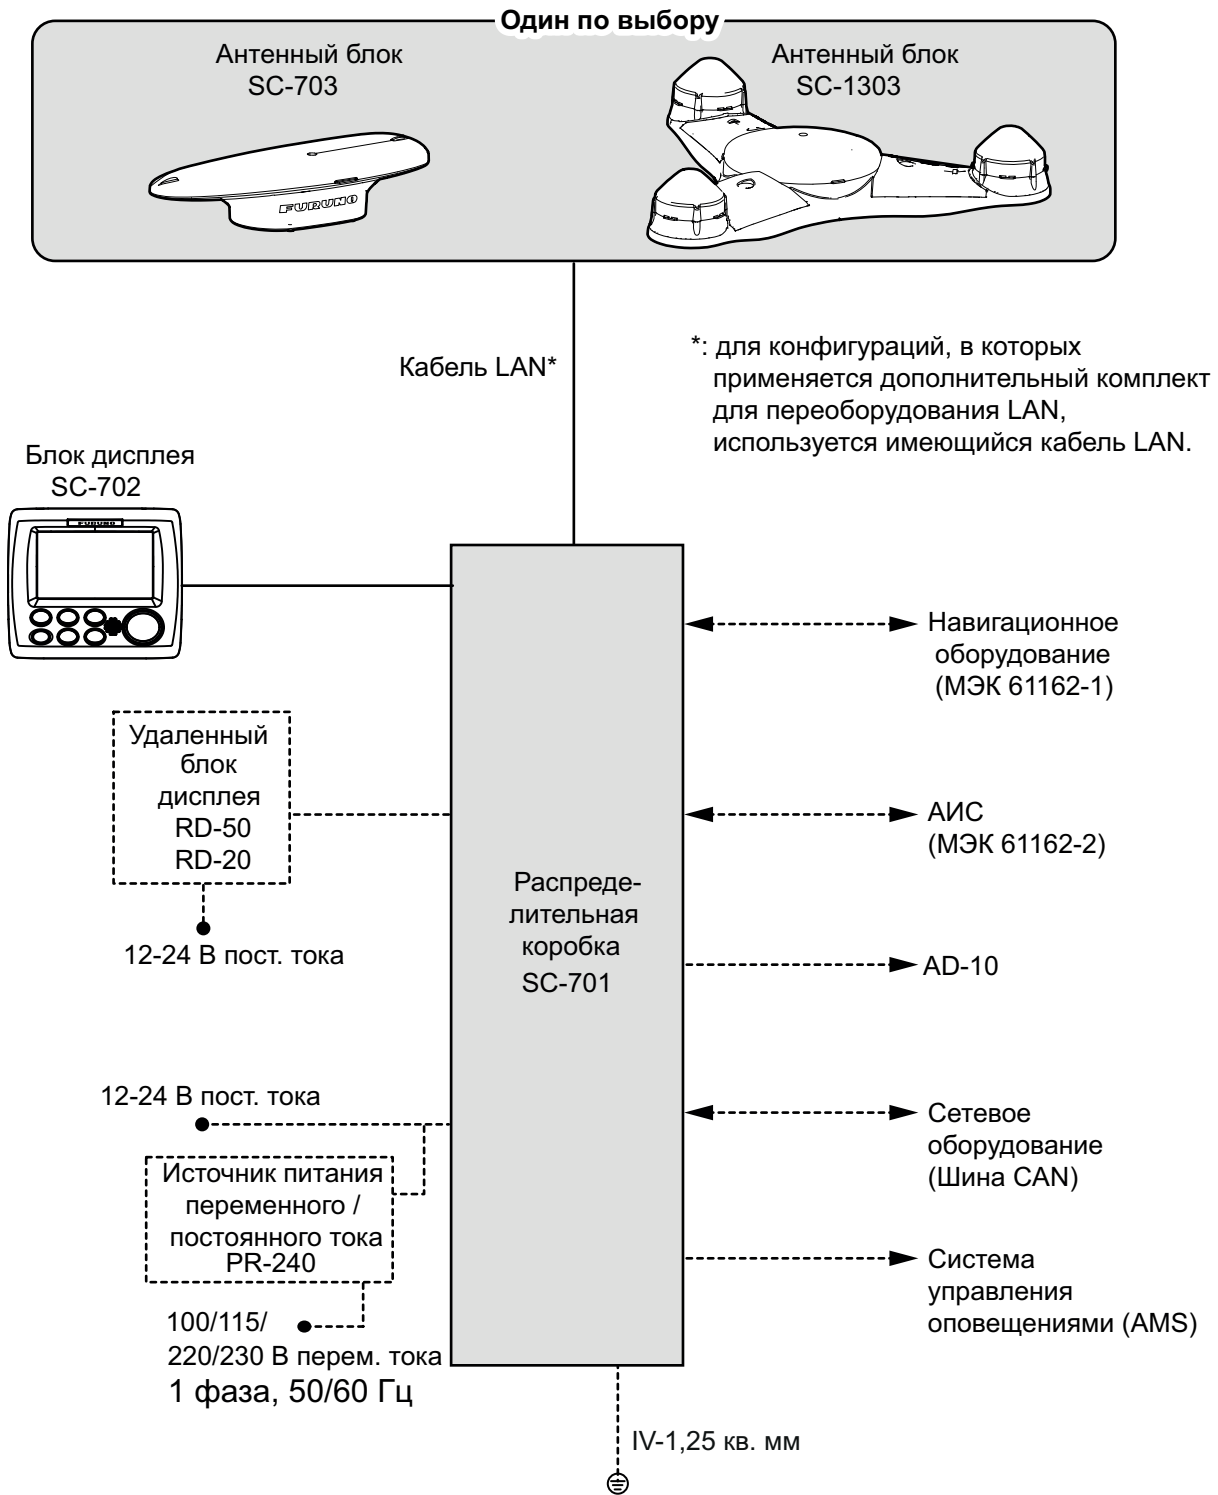 Один по выбору
Антенный блок
SC-703
Антенный блок
SC-1303
FURUNO
Кабель LAN*
*: для конфигураций, в которых
применяется дополнительный комплект
для переоборудования LAN,
используется имеющийся кабель LAN.
Блок дисплея
SC-702
FURUNO
Навигационное
оборудование
(МЭК 61162-1)
Удаленный
блок
дисплея
RD-50
RD-20
12-24 В пост. тока
АИС
(МЭК 61162-2)
Распреде-
лительная
коробка
SC-701
AD-10
12-24 В пост. тока
Источник питания
переменного /
постоянного тока
PR-240
100/115/
220/230 В перем. тока
1 фаза, 50/60 Гц
Сетевое
оборудование
(Шина CAN)
Система
управления
оповещениями (AMS)
IV-1,25 кв. мм